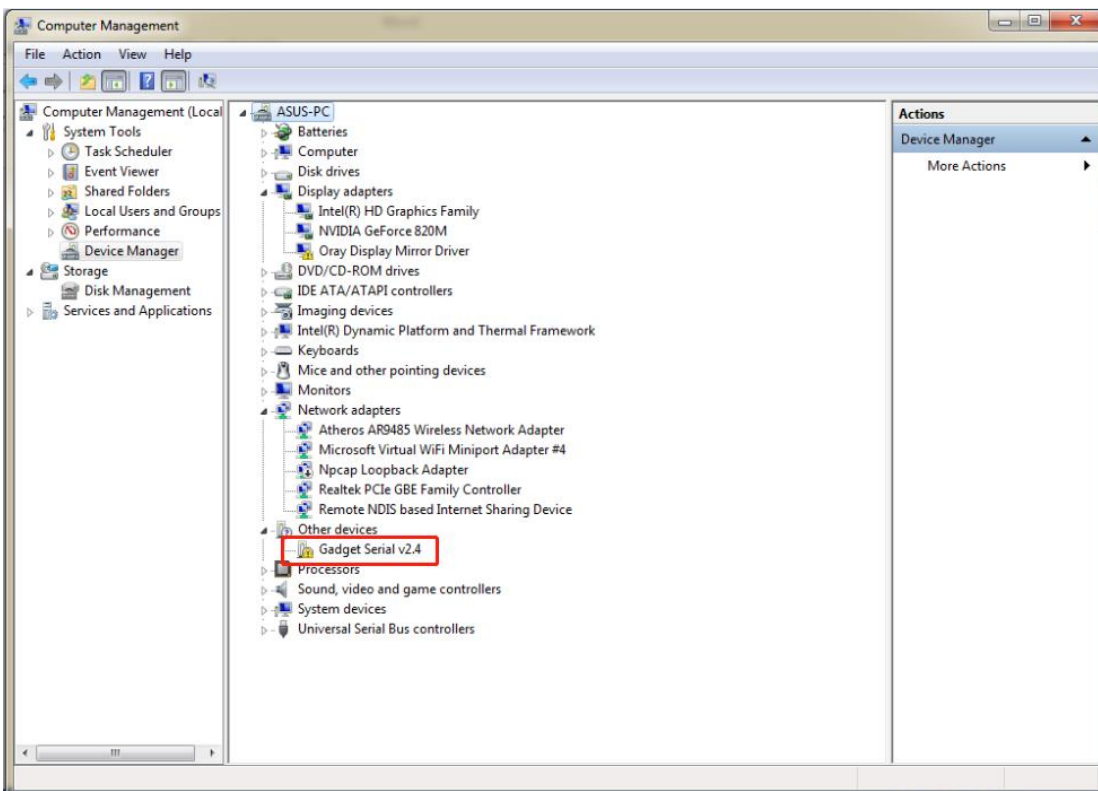 Computer Management
File Action View Help
Computer Management (Local
System Tools
Task Scheduler
Event Viewer
Shared Folders
Local Users and Groups
Performance
Device Manager
Storage
Disk Management
Services and Applications
ASUS-PC
Batteries
Computer
Disk drives
Display adapters
Intel(R) HD Graphics Family
NVIDIA GeForce 820M
Oray Display Mirror Driver
DVD/CD-ROM drives
IDE ATA/ATAPI controllers
Imaging devices
Intel(R) Dynamic Platform and Thermal Framework
Keyboards
Mice and other pointing devices
Monitors
Network adapters
Atheros AR9485 Wireless Network Adapter
Microsoft Virtual WiFi Miniport Adapter #4
Npcap Loopback Adapter
Realtek PCIe GBE Family Controller
Remote NDIS based Internet Sharing Device
Other devices
Gadget Serial v2.4
Processors
Sound, video and game controllers
System devices
Universal Serial Bus controllers
Actions
Device Manager
More Actions